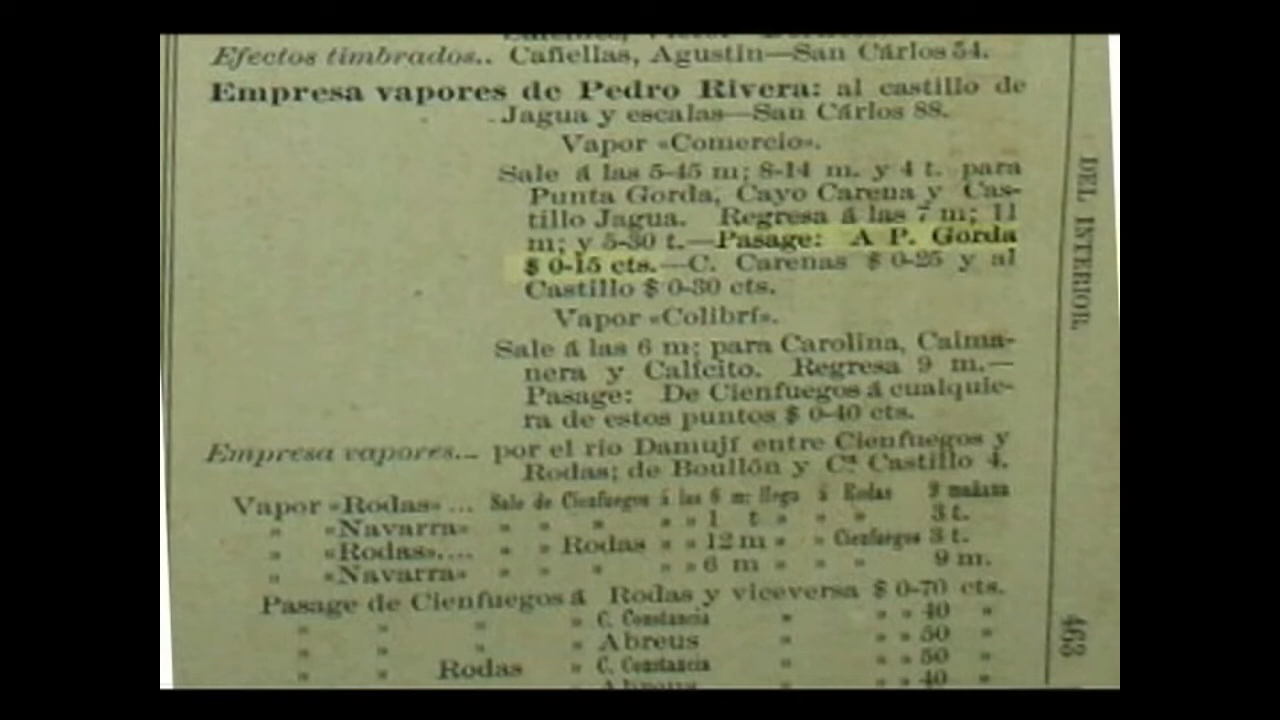 Efectos timbrados.. Cañellas, Agustin—San Cárlos 54.
Empresa vapores de Pedro Rivera: al castillo de
Jagua y escalas—San Cárlos 88.
Vapor «Comercio».
Sale á las 5-45 m; 8-14 m. y 4 t. para
Punta Gorda, Cayo Carena y Cas-
tillo Jagua. Regresa á las 7 m; 11
m; y 5-30 t.—Pasage: A P. Gorda
$ 0-15 cts.—C. Carenas $ 0-25 y al
Castillo $ 0-30 cts.
Vapor «Colibrí».
Sale á las 6 m; para Carolina, Caima-
nera y Calícito. Regresa 9 m.—
Pasage: De Cienfuegos á cualquie-
ra de estos puntos $ 0-40 cts.
Empresa vapores... por el río Damují entre Cienfuegos y
Rodas; de Boullón y Cª Castillo 4.
Vapor «Rodas»... Sale de Cienfuegos á las 6 m: llega á Rodas 9 mañana
» «Navarra» » » » » » 1 t » » » 3 t.
» «Rodas».... » » Rodas » » 12 m » » Cienfuegos 3 t.
» «Navarra» » » » » » 6 m » » » 9 m.
Pasage de Cienfuegos á Rodas y viceversa $ 0-70 cts.
» » » » C. Constancia » » » 40 »
» » » » Abreus » » » 50 »
» » Rodas » C. Constancia » » » 50 »
» » » » Abreus » » » 40 »
DEL INTERIOR.
463